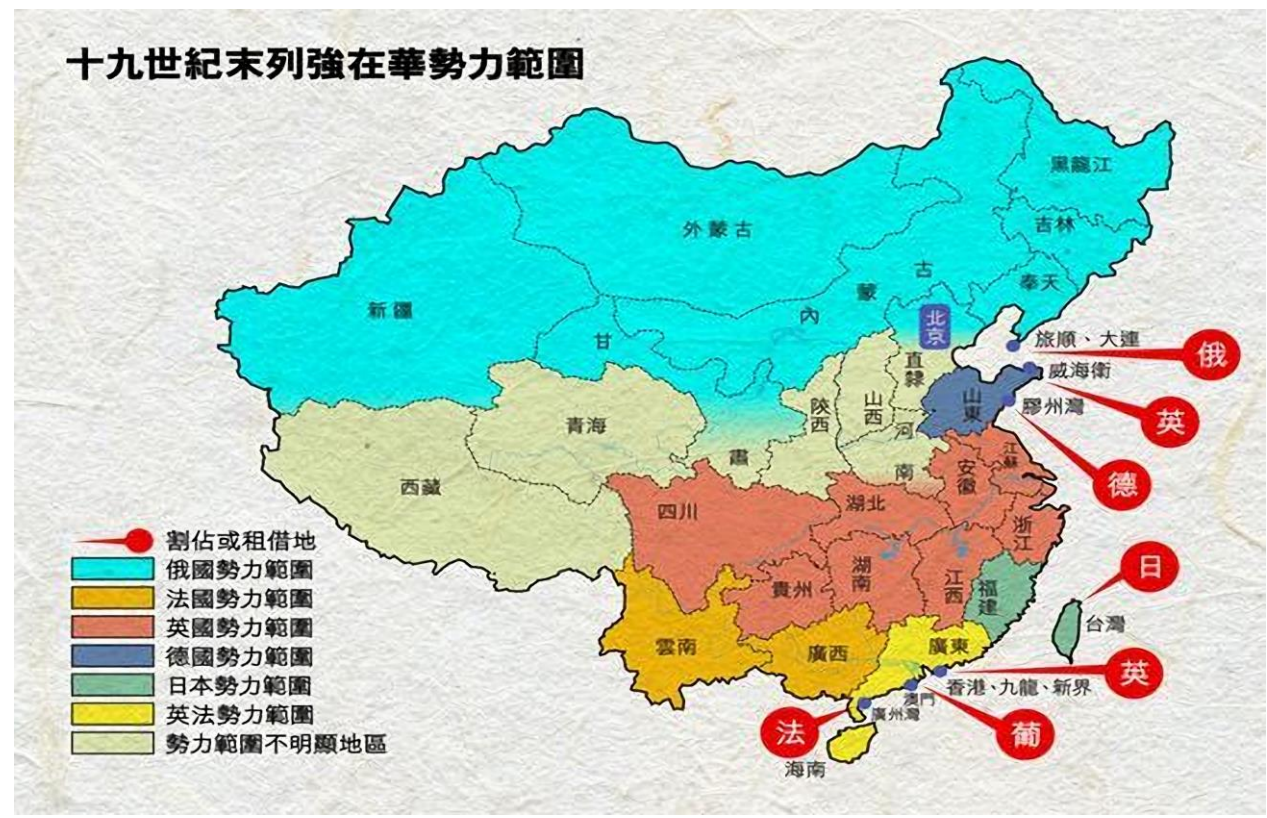 十九世紀末列強在華勢力範圍
黑龍江
吉林
奉天
外蒙古
內蒙古
新疆
甘肅
北京
直隸
旅順、大連
俄
威海衛
英
山東
膠州灣
德
山西
陝西
河南
青海
西藏
江蘇
安徽
四川
湖北
浙江
湖南
江西
貴州
福建
日
台灣
雲南
廣西
廣東
英
香港、九龍、新界
澳門
葡
廣州灣
法
海南
割佔或租借地
俄國勢力範圍
法國勢力範圍
英國勢力範圍
德國勢力範圍
日本勢力範圍
英法勢力範圍
勢力範圍不明顯地區